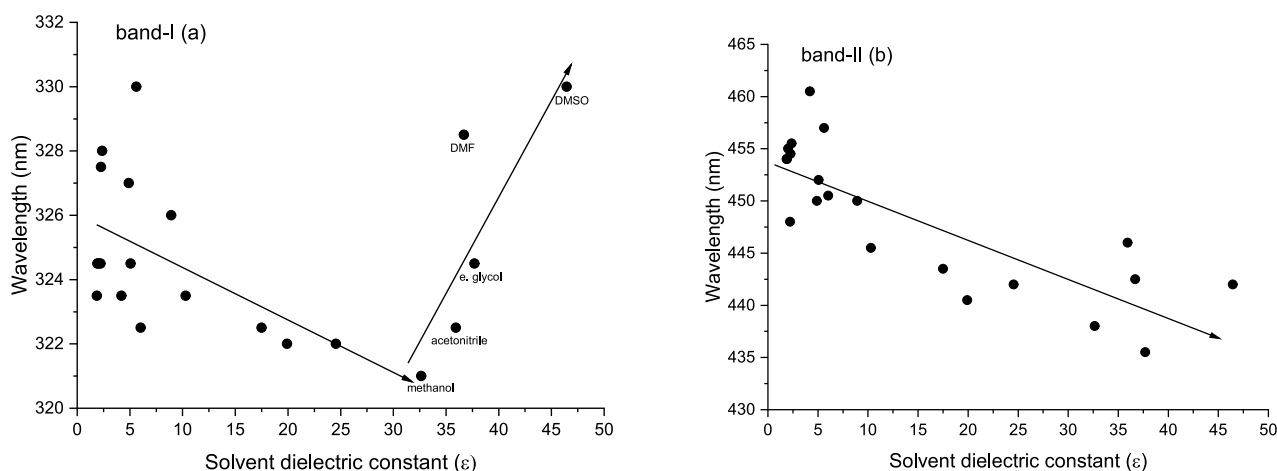 band-I (a)
332
330
328
326
324
322
320
Wavelength (nm)
DMSO
DMF
e. glycol
acetonitrile
methanol
0 5 10 15 20 25 30 35 40 45 50
Solvent dielectric constant (ε)
band-II (b)
465
460
455
450
445
440
435
430
Wavelength (nm)
0 5 10 15 20 25 30 35 40 45 50
Solvent dielectric constant (ε)